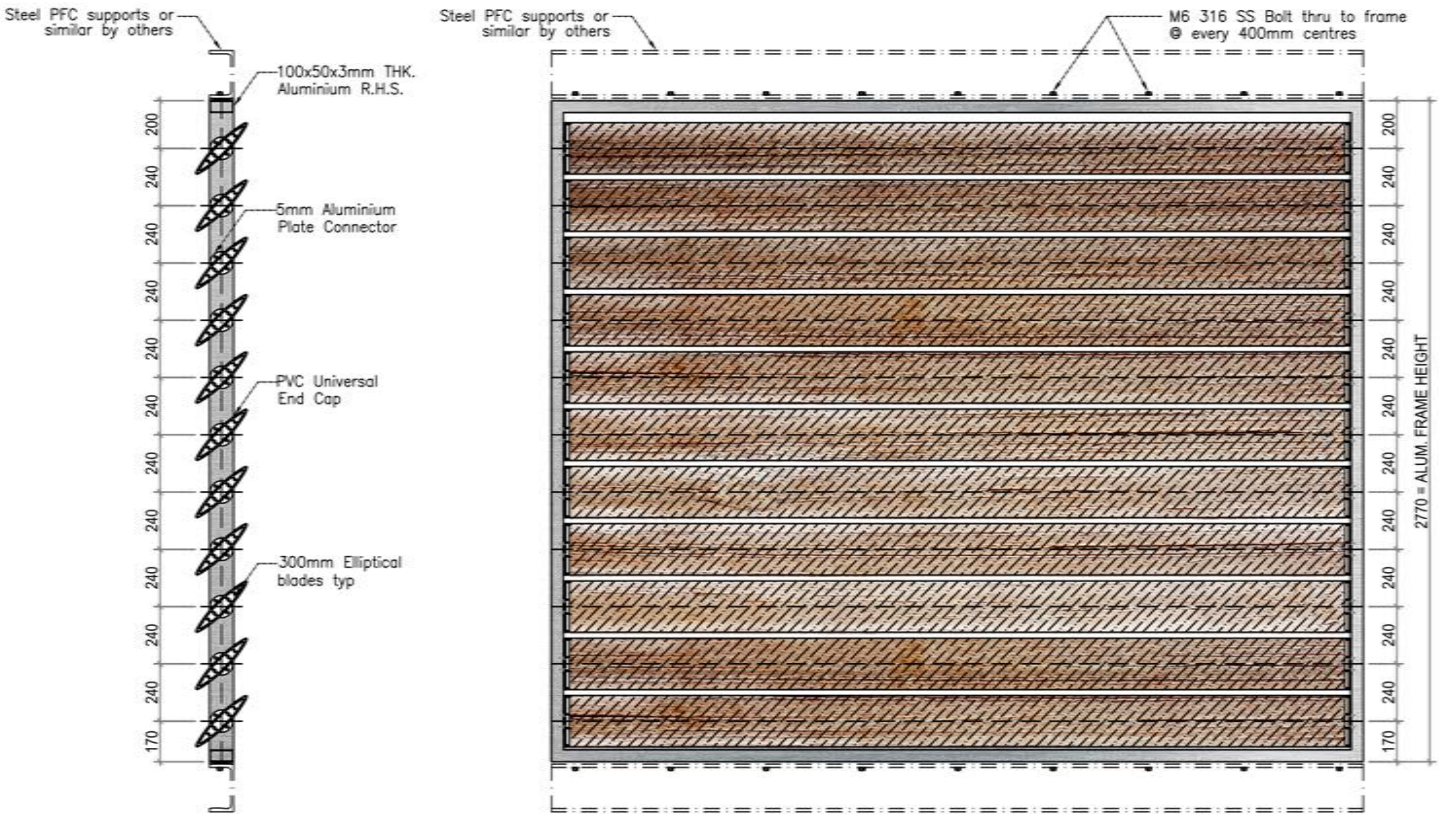 Steel PFC supports or
similar by others
100x50x3mm THK.
Aluminium R.H.S.
5mm Aluminium
Plate Connector
PVC Universal
End Cap
300mm Elliptical
blades typ
200
240
240
240
240
240
240
240
240
240
240
170
Steel PFC supports or
similar by others
M6 316 SS Bolt thru to frame
@ every 400mm centres
200
240
240
240
240
240
240
240
240
240
240
170
2770 = ALUM. FRAME HEIGHT